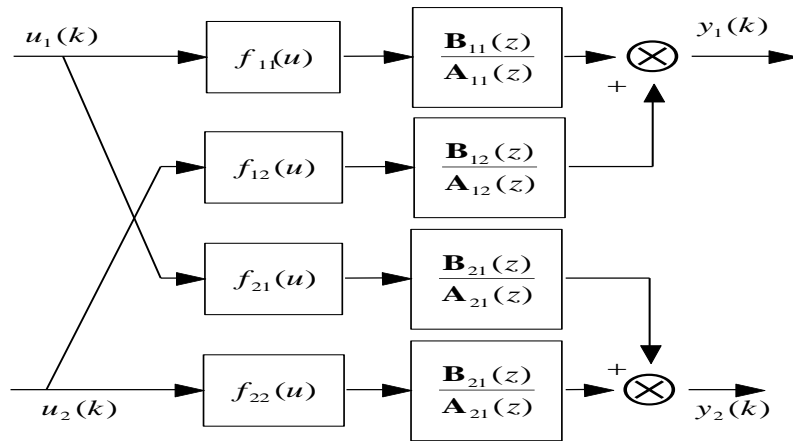 u₁(k) f₁₁(u) B₁₁(z) y₁(k)
A₁₁(z) +
f₁₂(u) B₁₂(z)
A₁₂(z)
f₂₁(u) B₂₁(z)
A₂₁(z)
u₂(k) f₂₂(u) B₂₁(z) + y₂(k)
A₂₁(z)